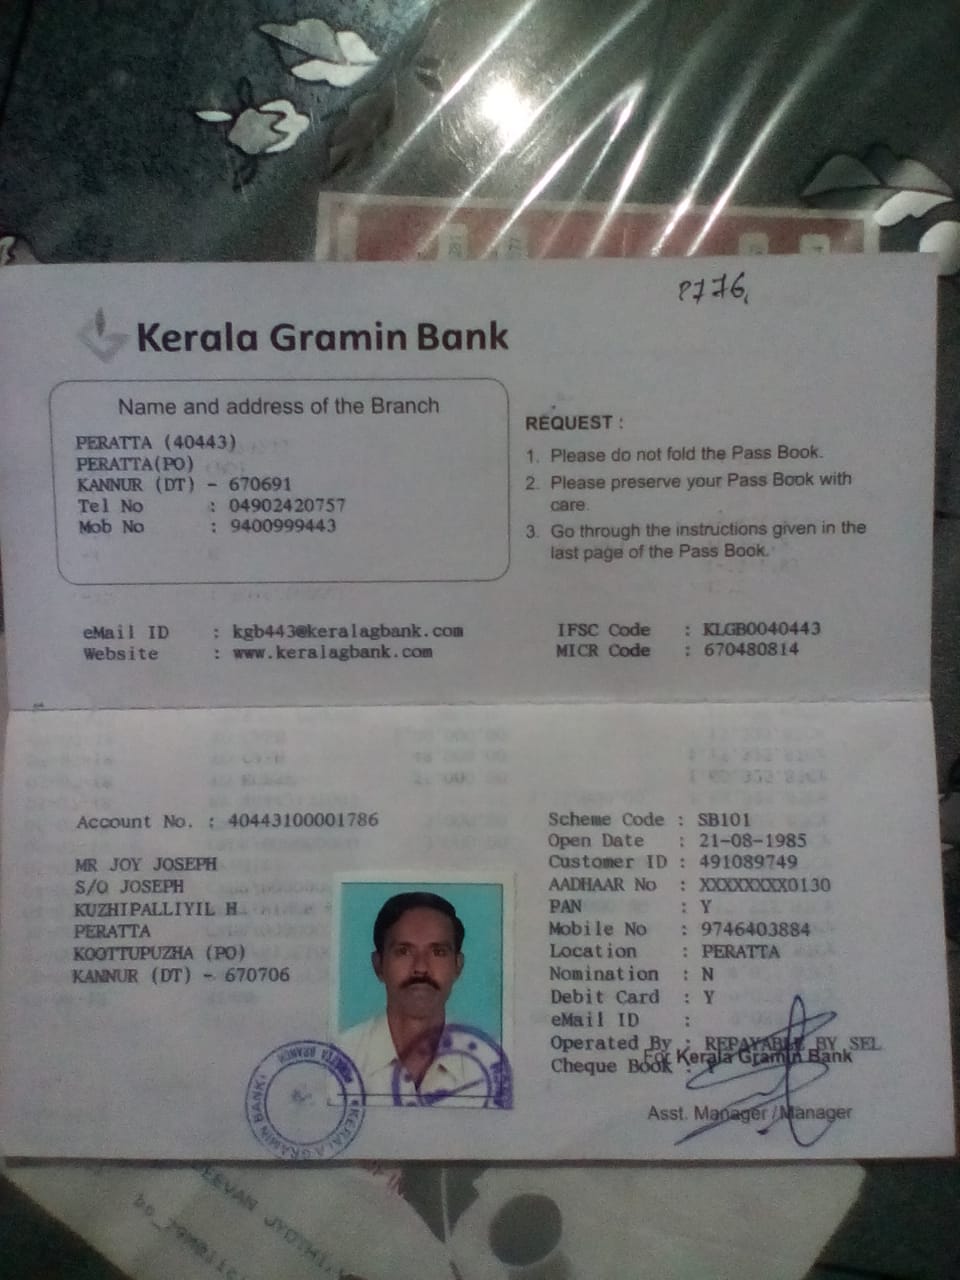 P776,
Kerala Gramin Bank
Name and address of the Branch
PERATTA (40443)
PERATTA(PO)
KANNUR (DT) - 670691
Tel No : 04902420757
Mob No : 9400999443
REQUEST :
1. Please do not fold the Pass Book.
2. Please preserve your Pass Book with
care.
3. Go through the instructions given in the
last page of the Pass Book.
eMail ID : kgb443@keralagbank.com
Website : www.keralagbank.com
IFSC Code : KLGB0040443
MICR Code : 670480814
Account No. : 40443100001786
MR JOY JOSEPH
S/O JOSEPH
KUZHIPALLIYIL H
PERATTA
KOOTTUPUZHA (PO)
KANNUR (DT) - 670706
Scheme Code : SB101
Open Date : 21-08-1985
Customer ID : 491089749
AADHAAR No : XXXXXXXX0130
PAN : Y
Mobile No : 9746403884
Location : PERATTA
Nomination : N
Debit Card : Y
eMail ID :
Operated By : REPAYABLE BY SEL
For Kerala Gramin Bank
Cheque Book :
Asst. Manager / Manager
KERALA GRAMIN BANK
PERATTA BRANCH
JEEVAN JYOTHI